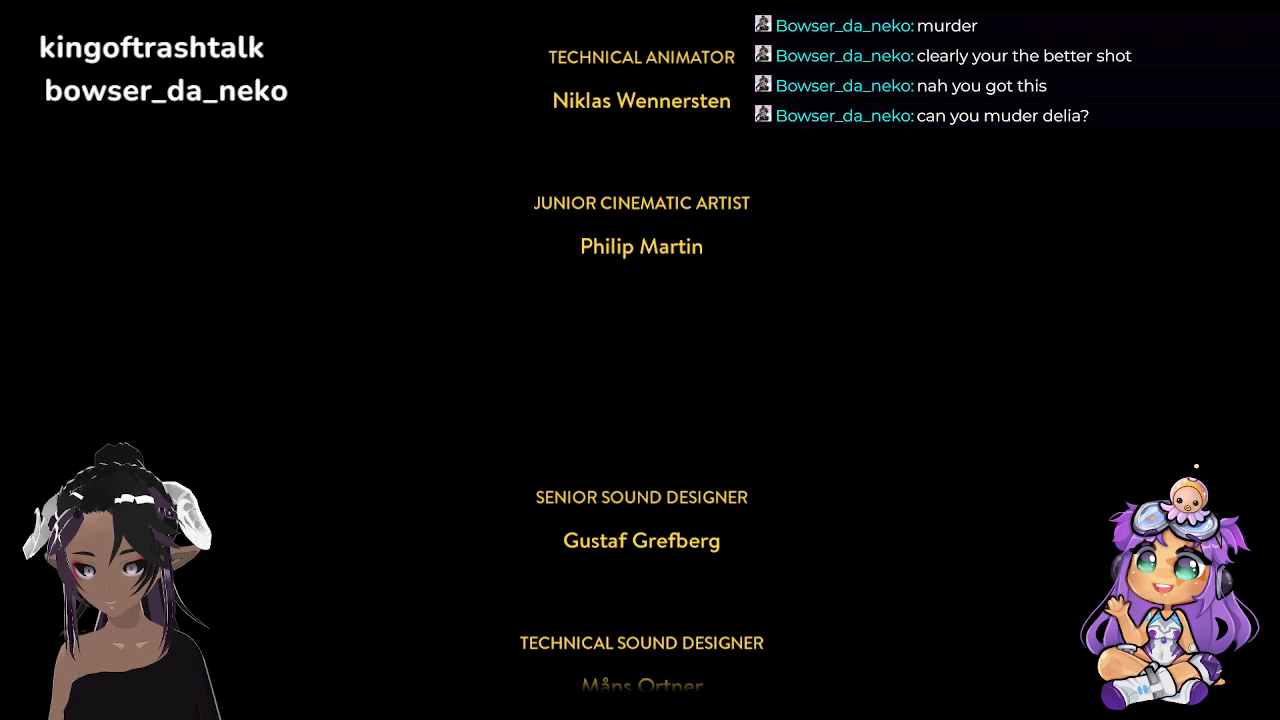 kingoftrashtalk
bowser_da_neko
Bowser_da_neko: murder
Bowser_da_neko: clearly your the better shot
Bowser_da_neko: nah you got this
Bowser_da_neko: can you muder delia?
TECHNICAL ANIMATOR
Niklas Wennersten
JUNIOR CINEMATIC ARTIST
Philip Martin
SENIOR SOUND DESIGNER
Gustaf Grefberg
TECHNICAL SOUND DESIGNER
Måns Ortner